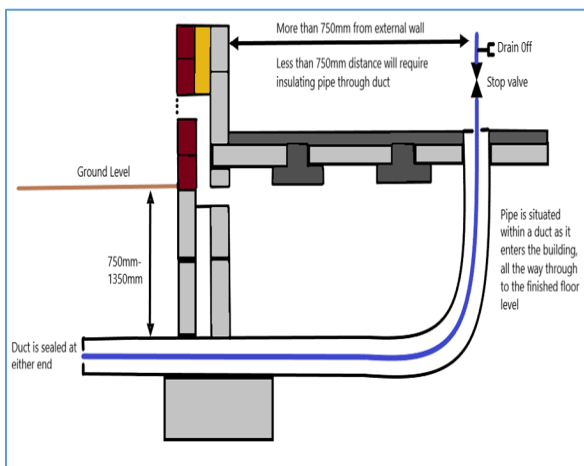 More than 750mm from external wall
Less than 750mm distance will require
insulating pipe through duct
Drain Off
Stop valve
Ground Level
750mm-
1350mm
Pipe is situated
within a duct as it
enters the building,
all the way through
to the finished floor
level
Duct is sealed at
either end